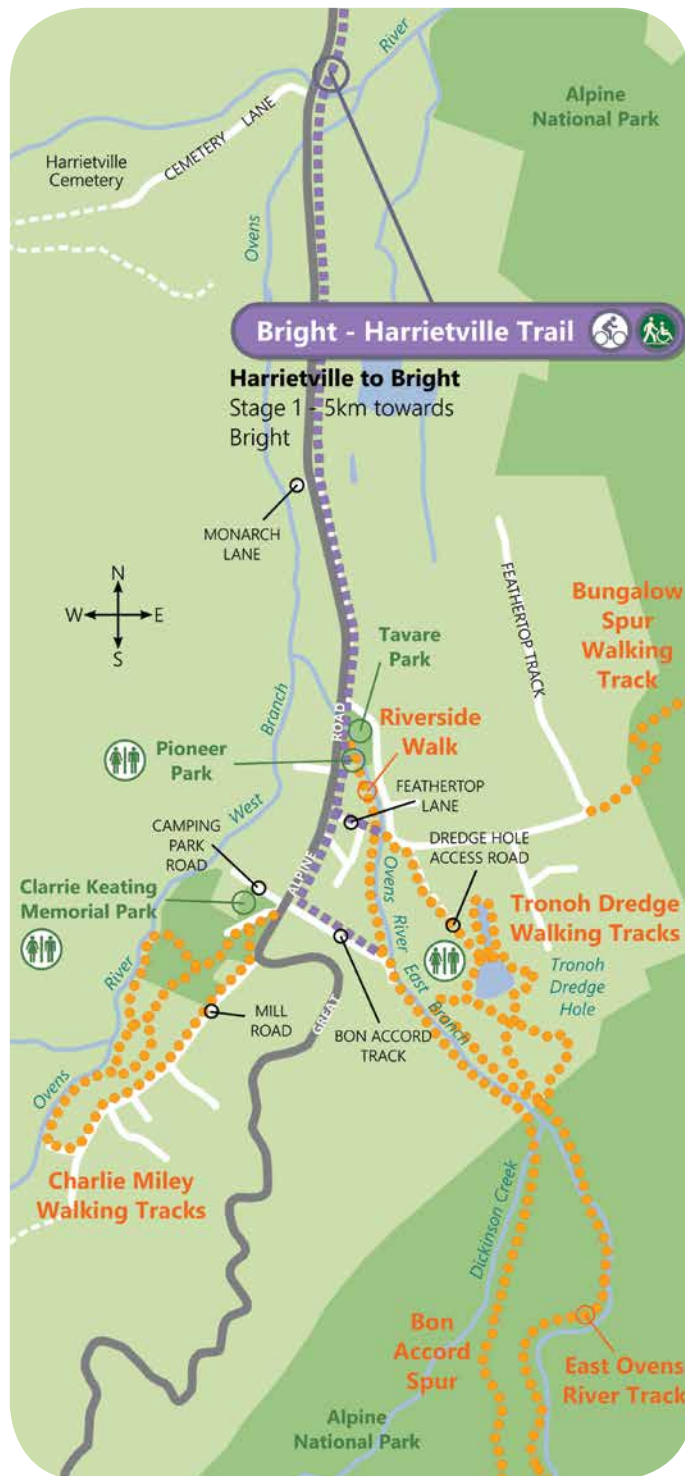 River
Alpine
National Park
CEMETERY LANE
Harrietville
Cemetery
Ovens
Bright - Harrietville Trail
Harrietville to Bright
Stage 1 - 5km towards
Bright
MONARCH
LANE
N
W
E
S
FEATHERTOP TRACK
Bungalow
Spur
Walking
Track
Tavare
Park
Branch
ROAD
Riverside
Walk
Pioneer
Park
FEATHERTOP
LANE
West
CAMPING
PARK
ROAD
DREDGE HOLE
ACCESS ROAD
ALPINE
Ovens River
Clarrie Keating
Memorial Park
Tronoh Dredge
Walking Tracks
River
East Branch
Tronoh
Dredge
Hole
GREAT
MILL
ROAD
BON ACCORD
TRACK
Ovens
Charlie Miley
Walking Tracks
Dickinson Creek
Bon
Accord
Spur
East Ovens
River Track
Alpine
National Park